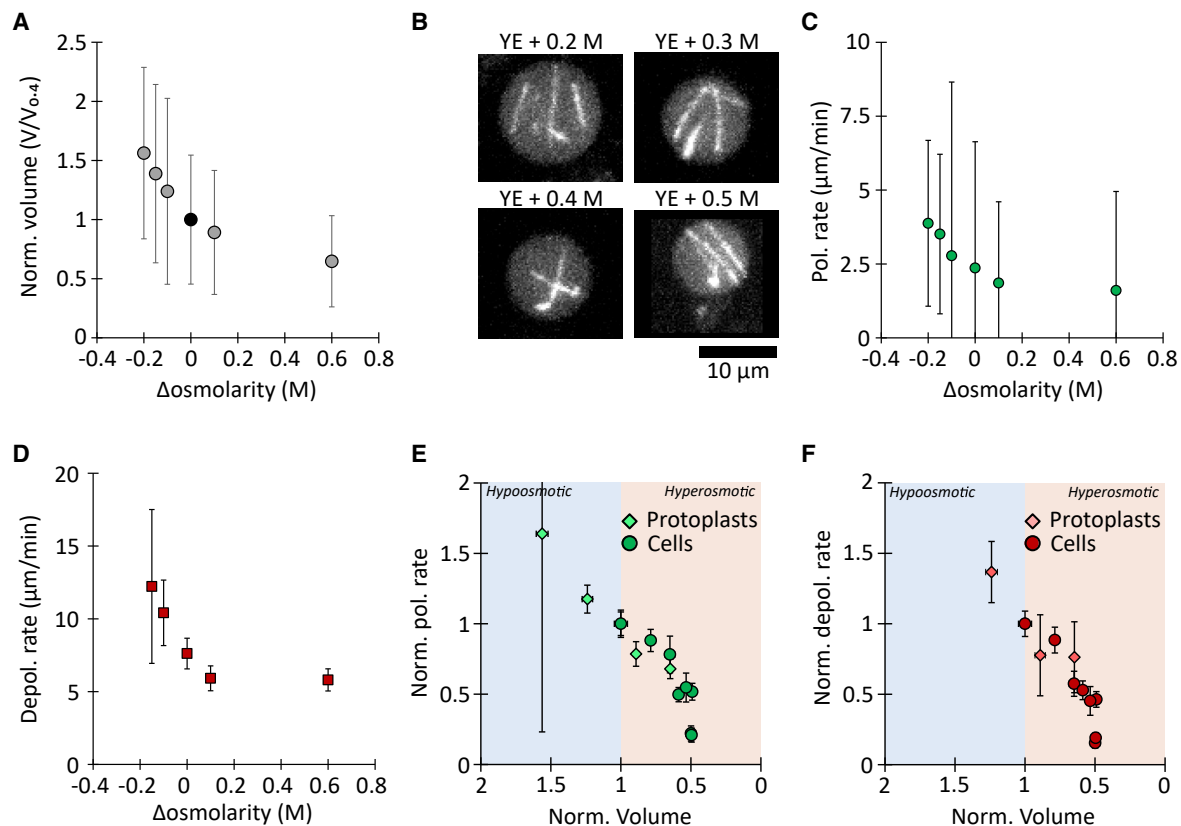 A
Norm. volume (V/V₀.₄)
2.5
2
1.5
1
0.5
0
-0.4 -0.2 0 0.2 0.4 0.6 0.8
Δosmolarity (M)
B
YE + 0.2 M YE + 0.3 M
YE + 0.4 M YE + 0.5 M
10 µm
C
Pol. rate (µm/min)
10
7.5
5
2.5
0
-0.4 -0.2 0 0.2 0.4 0.6 0.8
Δosmolarity (M)
D
Depol. rate (µm/min)
20
15
10
5
0
-0.4 -0.2 0 0.2 0.4 0.6 0.8
Δosmolarity (M)
E
Norm. pol. rate
2
1.5
1
0.5
0
Hypoosmotic Hyperosmotic
Protoplasts
Cells
2 1.5 1 0.5 0
Norm. Volume
F
Norm. depol. rate
2
1.5
1
0.5
0
Hypoosmotic Hyperosmotic
Protoplasts
Cells
2 1.5 1 0.5 0
Norm. Volume